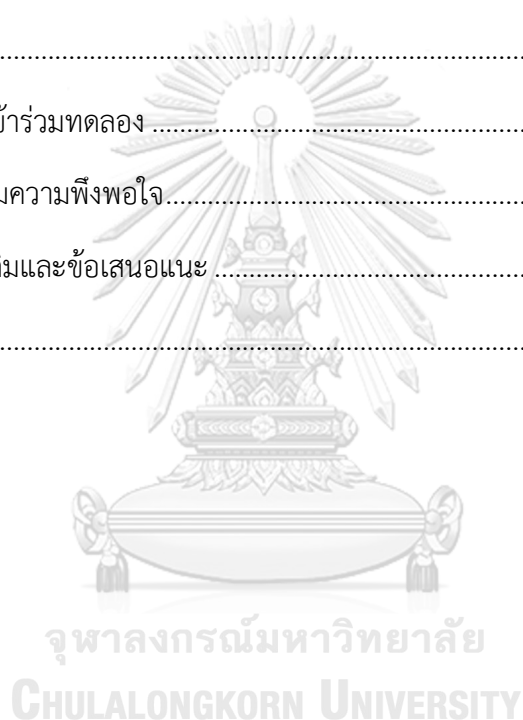 ................................................................
ข้าร่วมทดลอง ................................................
มความพึงพอใจ..............................................
ติมและข้อเสนอแนะ ........................................
................................................................
จุฬาลงกรณ์มหาวิทยาลัย
CHULALONGKORN UNIVERSITY